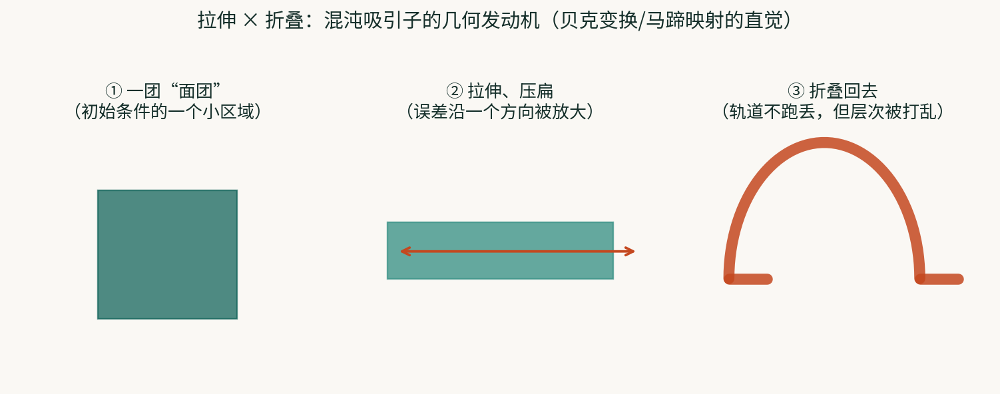 拉伸 × 折叠：混沌吸引子的几何发动机（贝克变换/马蹄映射的直觉）
① 一团“面团”
（初始条件的一个小区域）
② 拉伸、压扁
（误差沿一个方向被放大）
③ 折叠回去
（轨道不跑丢，但层次被打乱）